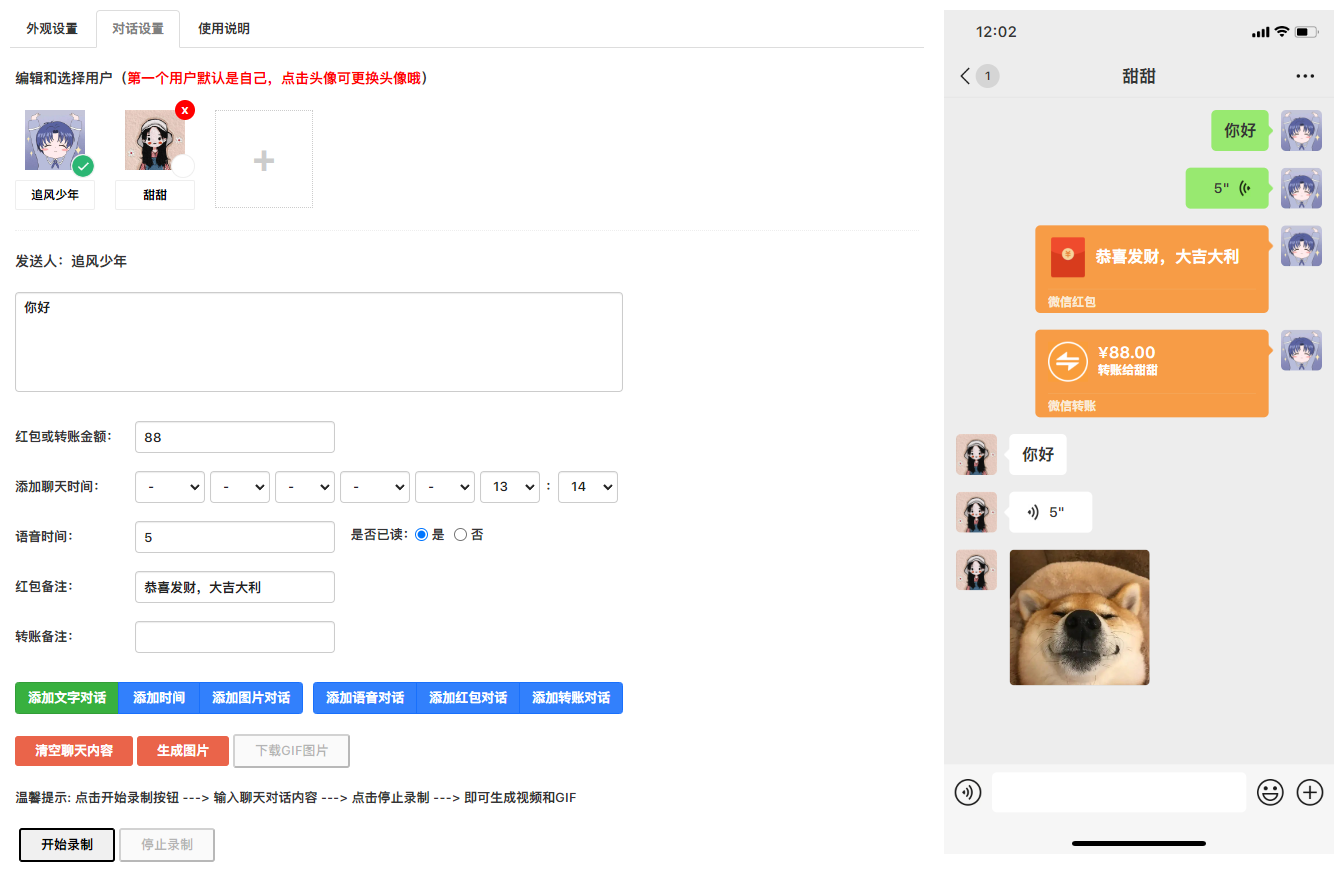 外观设置
对话设置
使用说明
编辑和选择用户（第一个用户默认是自己，点击头像可更换头像哦）
x
追风少年
甜甜
+
发送人：追风少年
你好
红包或转账金额：
88
添加聊天时间：
- - - - - 13 : 14
语音时间：
5
是否已读： 是 否
红包备注：
恭喜发财，大吉大利
转账备注：
添加文字对话
添加时间
添加图片对话
添加语音对话
添加红包对话
添加转账对话
清空聊天内容
生成图片
下载GIF图片
温馨提示: 点击开始录制按钮 ---> 输入聊天对话内容 ---> 点击停止录制 ---> 即可生成视频和GIF
开始录制
停止录制
12:02
1
甜甜
你好
5"
恭喜发财，大吉大利
微信红包
¥88.00
转账给甜甜
微信转账
你好
5"